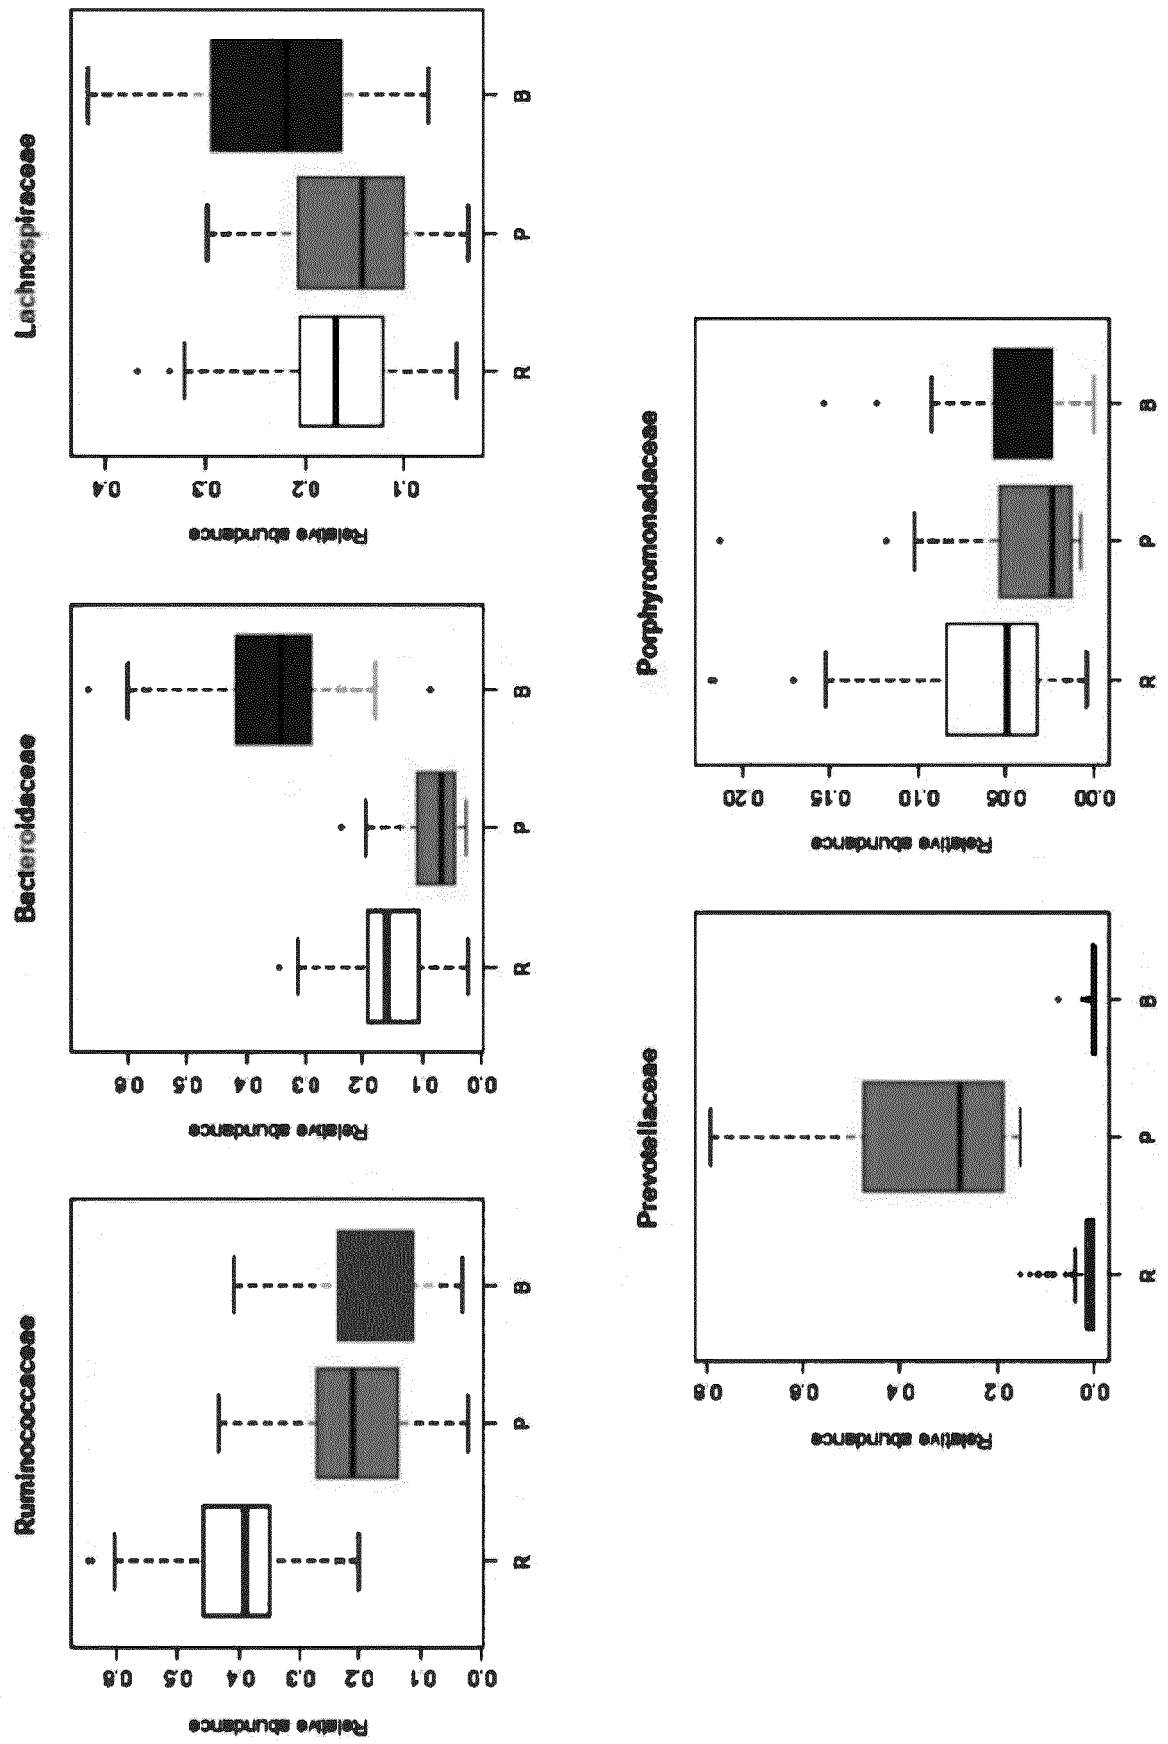 Ruminococcaceae
Relative abundance
0.0 0.1 0.2 0.3 0.4 0.5 0.6
R P B
Bacteroidaceae
Relative abundance
0.0 0.1 0.2 0.3 0.4 0.5 0.6
R P B
Lachnospiraceae
Relative abundance
0.1 0.2 0.3 0.4
R P B
Prevotellaceae
Relative abundance
0.0 0.2 0.4 0.6 0.8
R P B
Porphyromonadaceae
Relative abundance
0.00 0.05 0.10 0.15 0.20
R P B